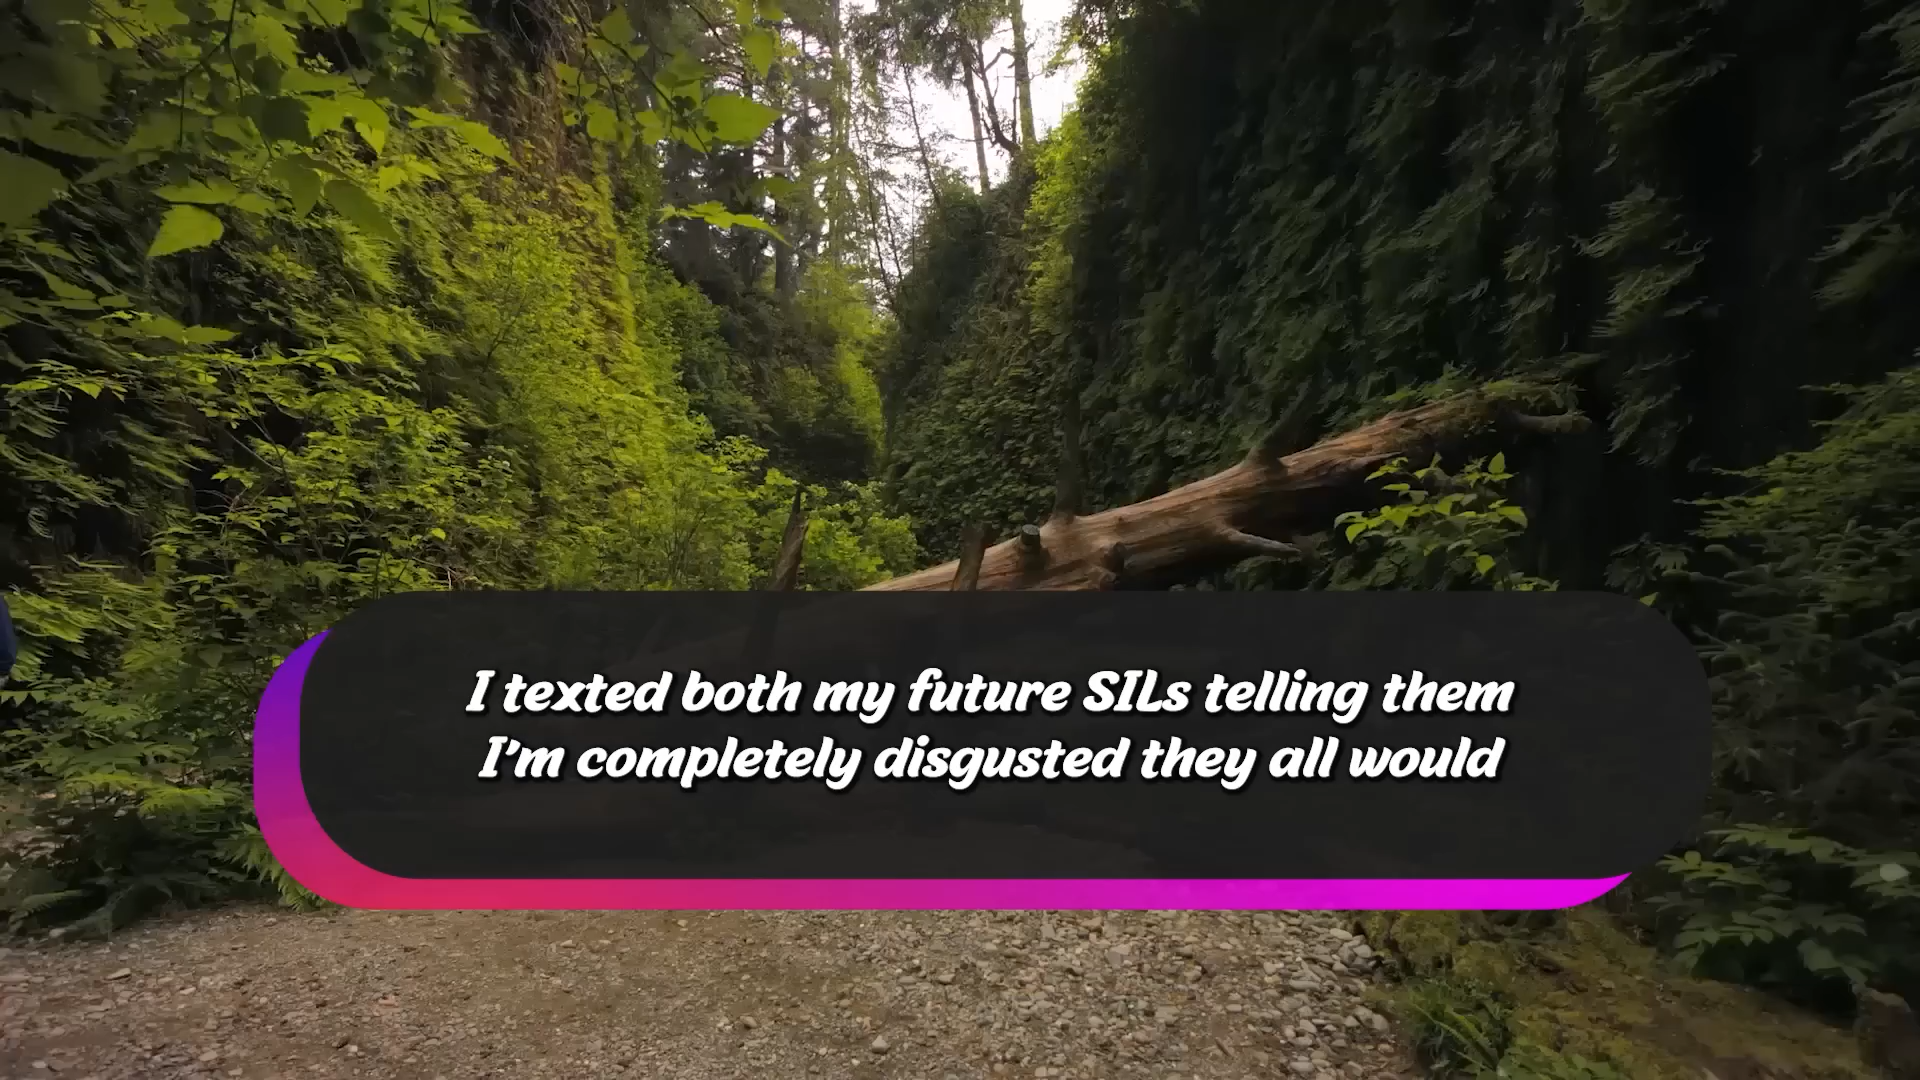 I texted both my future SILs telling them
I'm completely disgusted they all would